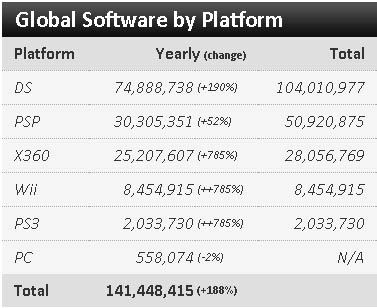 Global Software by Platform
Platform Yearly (change) Total
DS 74,888,738 (+190%) 104,010,977
PSP 30,305,351 (+52%) 50,920,875
X360 25,207,607 (+785%) 28,056,769
Wii 8,454,915 (++785%) 8,454,915
PS3 2,033,730 (++785%) 2,033,730
PC 558,074 (-2%) N/A
Total 141,448,415 (+188%)